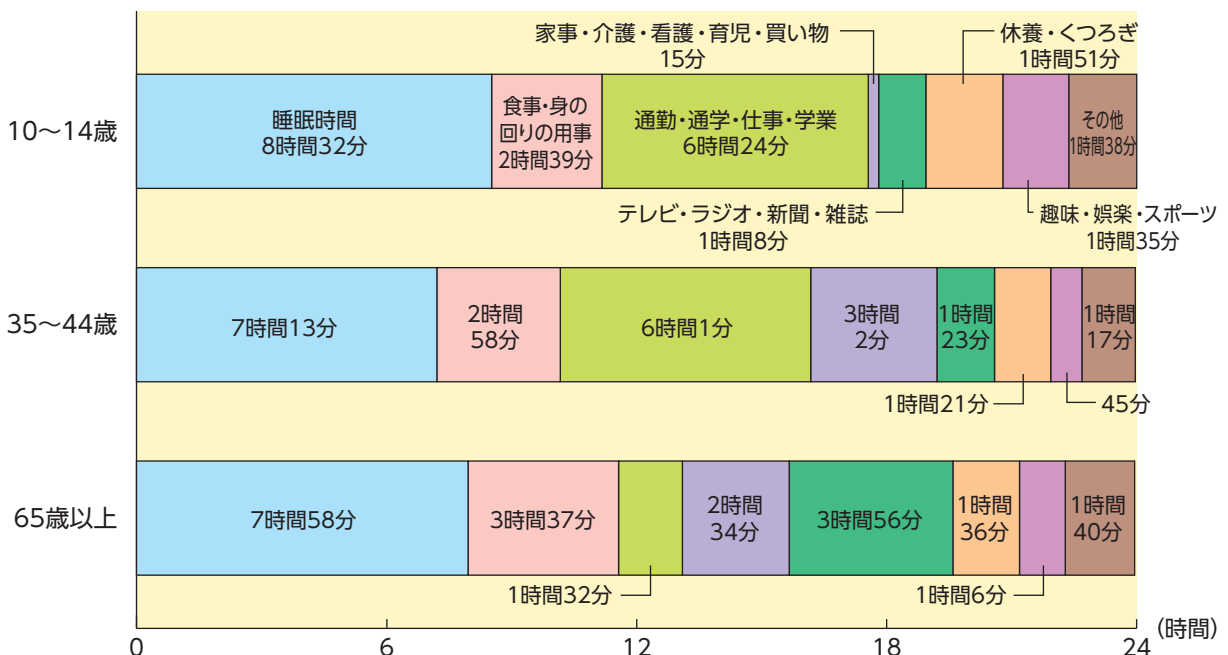 家事・介護・看護・育児・買い物
15分
休養・くつろぎ
1時間51分
10〜14歳
睡眠時間
8時間32分
食事・身の
回りの用事
2時間39分
通勤・通学・仕事・学業
6時間24分
その他
1時間38分
テレビ・ラジオ・新聞・雑誌
1時間8分
趣味・娯楽・スポーツ
1時間35分
35〜44歳
7時間13分
2時間
58分
6時間1分
3時間
2分
1時間
23分
1時間
17分
1時間21分
45分
65歳以上
7時間58分
3時間37分
2時間
34分
3時間56分
1時間
36分
1時間
40分
1時間32分
1時間6分
0
6
12
18
24
(時間)